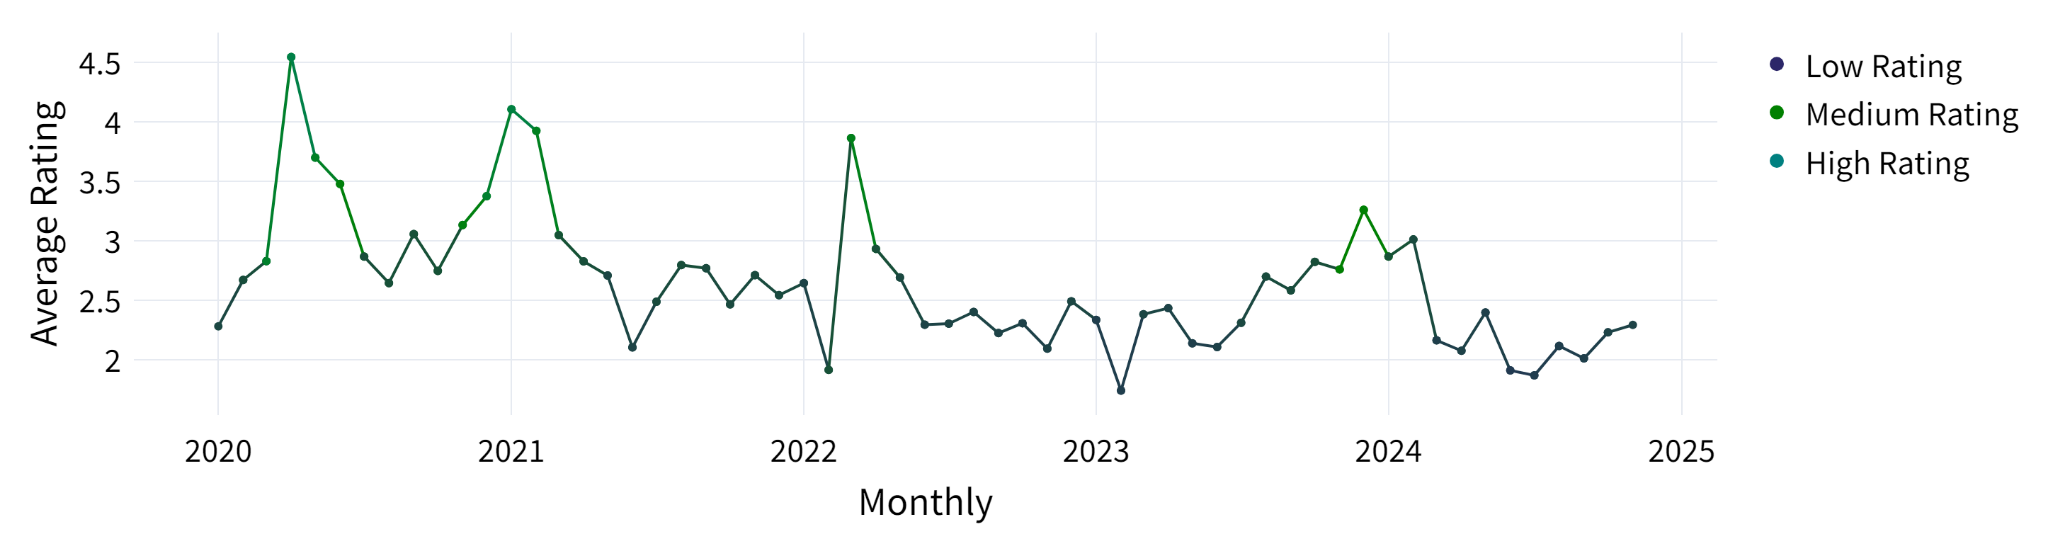 4.5
4
3.5
3
2.5
2
Average Rating
2020 2021 2022 2023 2024 2025
Monthly
Low Rating
Medium Rating
High Rating